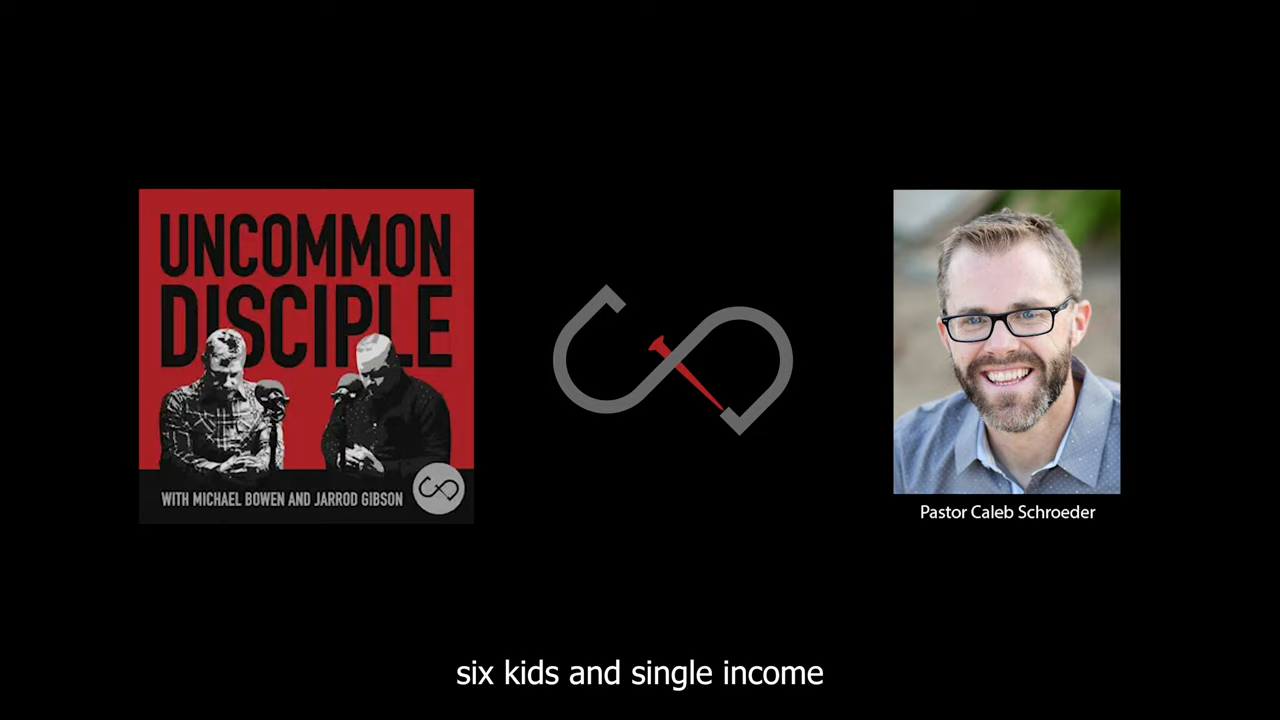 UNCOMMON
DISCIPLE
WITH MICHAEL BOWEN AND JARROD GIBSON
Pastor Caleb Schroeder
six kids and single income